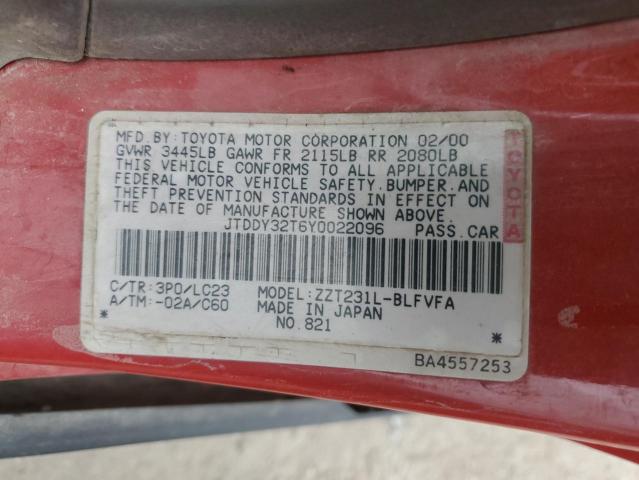 MFD.BY:TOYOTA MOTOR CORPORATION 02/00
GVWR 3445LB GAWR FR 2115LB RR 2080LB
THIS VEHICLE CONFORMS TO ALL APPLICABLE
FEDERAL MOTOR VEHICLE SAFETY.BUMPER.AND
THEFT PREVENTION STANDARDS IN EFFECT ON
THE DATE OF MANUFACTURE SHOWN ABOVE.
JTDDY32T6Y0022096 PASS.CAR
TOYOTA
C/TR:3P0/LC23 MODEL:ZZT231L-BLFVFA
A/TM:-02A/C60 MADE IN JAPAN
* NO.821 *
BA4557253